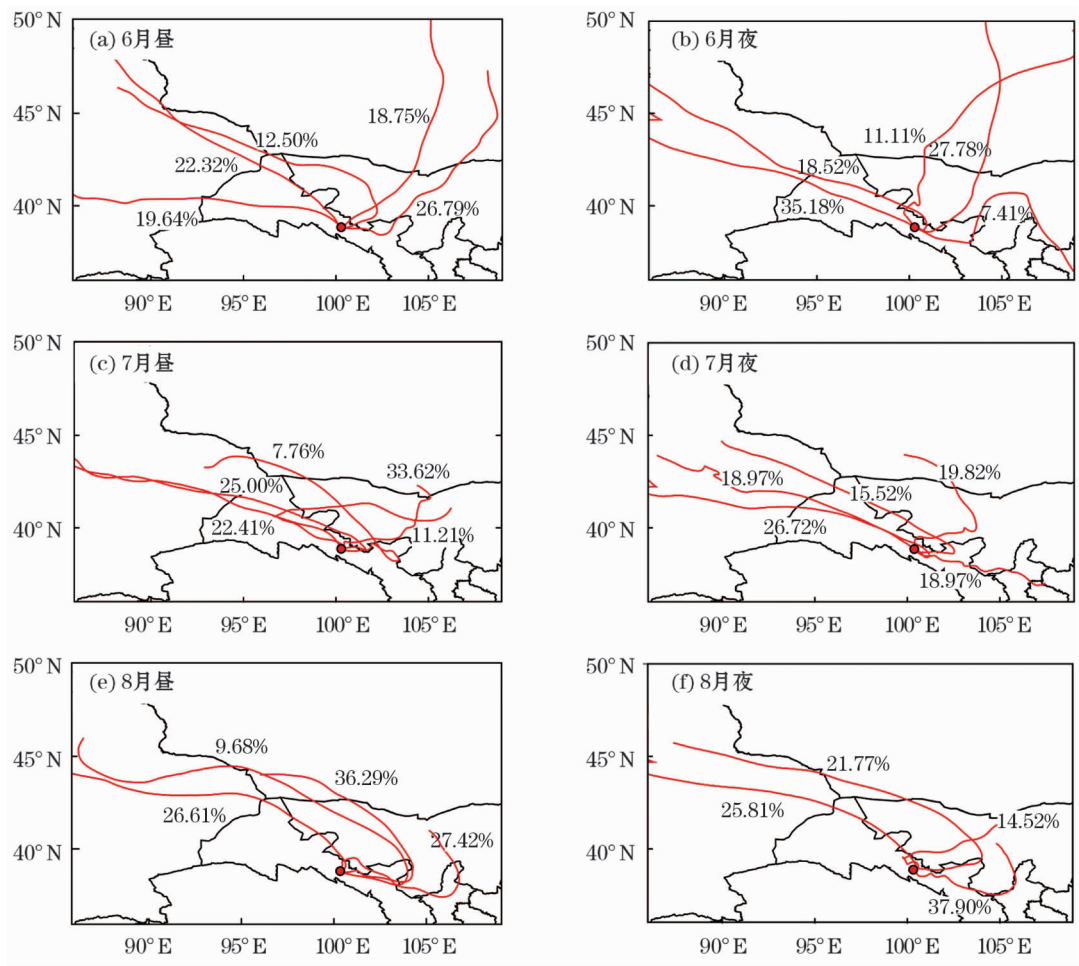 (a) 6月昼
50° N
45° N
40° N
18.75%
12.50%
22.32%
26.79%
19.64%
90° E
95° E
100° E
105° E
(b) 6月夜
50° N
45° N
40° N
11.11%
27.78%
18.52%
35.18%
7.41%
90° E
95° E
100° E
105° E
(c) 7月昼
50° N
45° N
40° N
7.76%
33.62%
25.00%
22.41%
11.21%
90° E
95° E
100° E
105° E
(d) 7月夜
50° N
45° N
40° N
19.82%
18.97%
15.52%
26.72%
18.97%
90° E
95° E
100° E
105° E
(e) 8月昼
50° N
45° N
40° N
9.68%
36.29%
26.61%
27.42%
90° E
95° E
100° E
105° E
(f) 8月夜
50° N
45° N
40° N
21.77%
25.81%
14.52%
37.90%
90° E
95° E
100° E
105° E